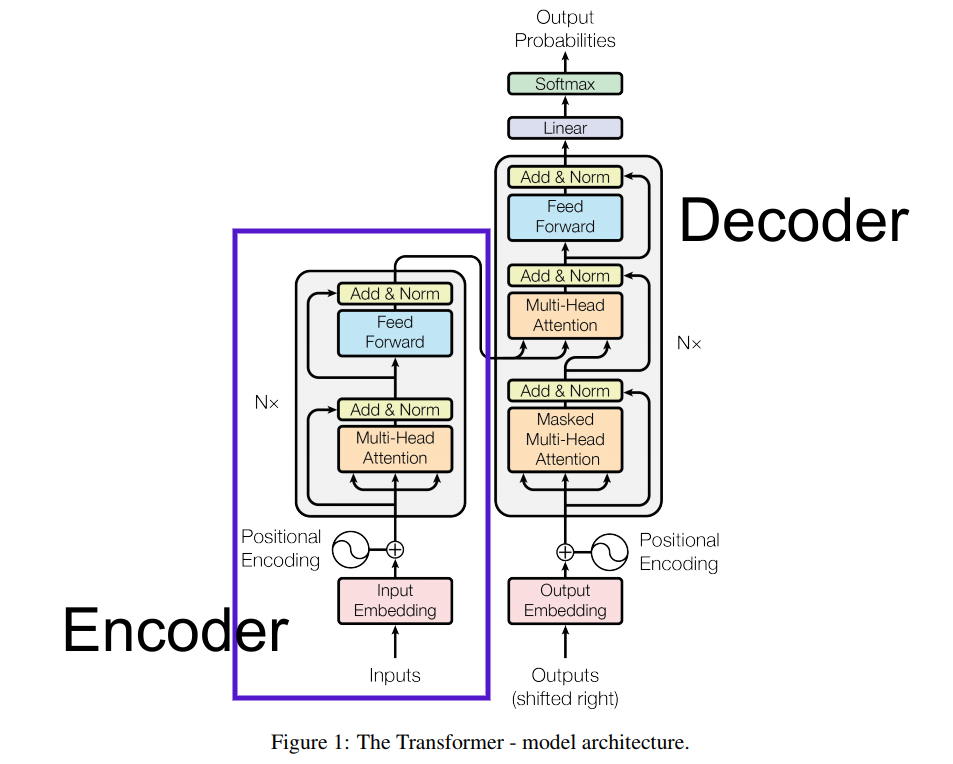 Output
Probabilities
Softmax
Linear
Add & Norm
Feed
Forward
Add & Norm
Multi-Head
Attention
Add & Norm
Masked
Multi-Head
Attention
N×
Decoder
Positional
Encoding
Output
Embedding
Outputs
(shifted right)
Add & Norm
Feed
Forward
Add & Norm
Multi-Head
Attention
N×
Positional
Encoding
Input
Embedding
Encoder
Inputs
Figure 1: The Transformer - model architecture.